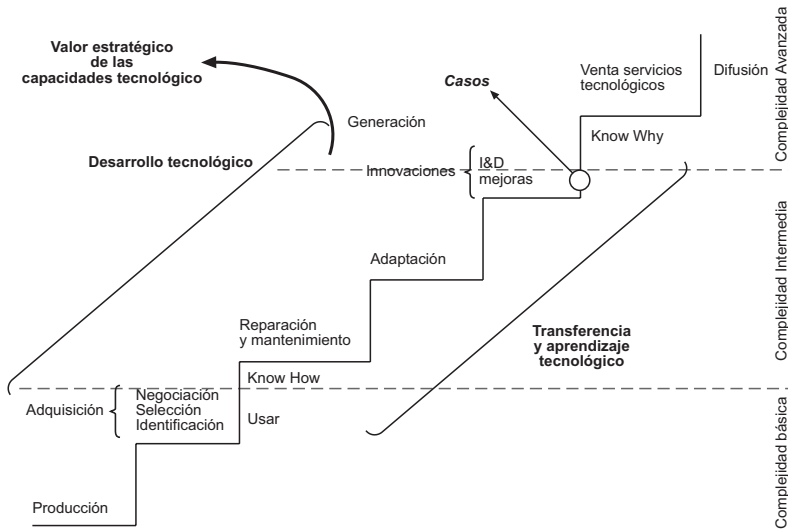 Valor estratégico
de las
capacidades tecnológico
Casos
Venta servicios
tecnológicos
Difusión
Complejidad Avanzada
Generación
Know Why
Desarrollo tecnológico
Innovaciones
I&D
mejoras
Complejidad Intermedia
Adaptación
Reparación
y mantenimiento
Transferencia
y aprendizaje
tecnológico
Know How
Adquisición
Negociación
Selección
Identificación
Usar
Complejidad básica
Producción